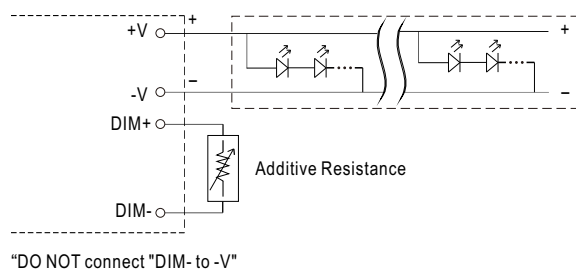 +V
+
+
-V
–
–
DIM+
Additive Resistance
DIM-
“DO NOT connect "DIM- to -V"